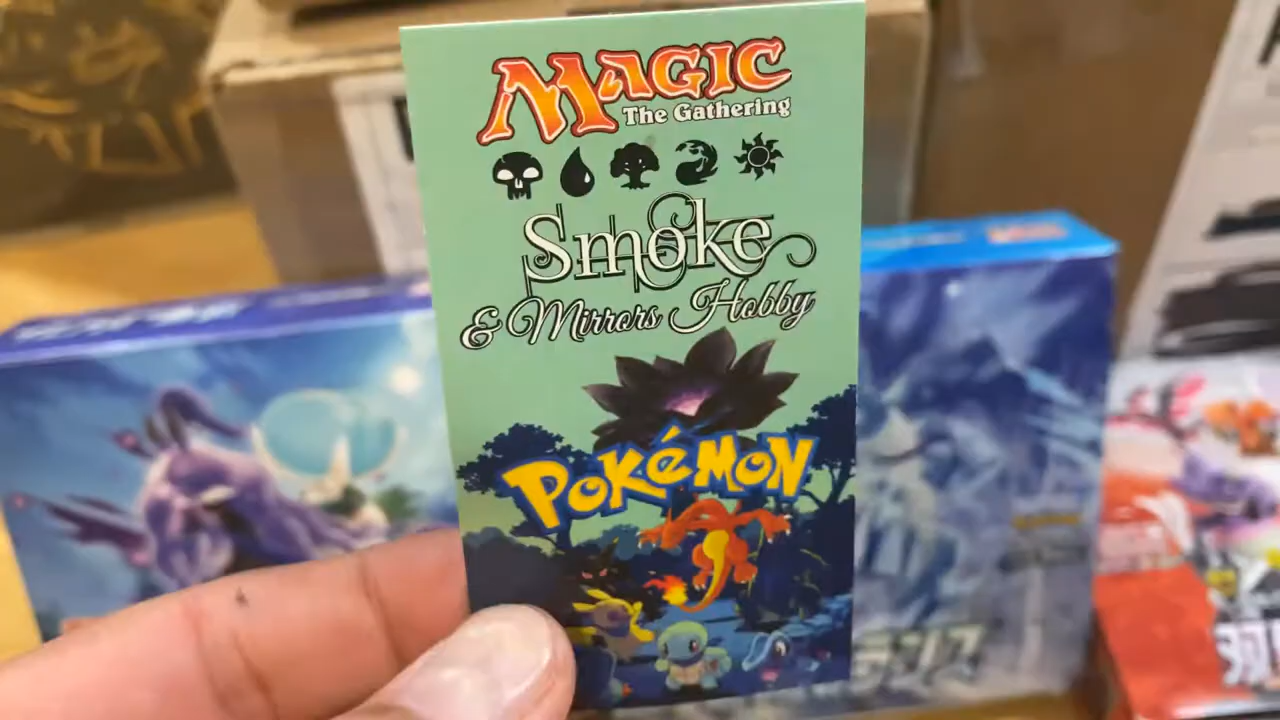 MAGIC
The Gathering
Smoke
& Mirrors Hobby
POKéMON